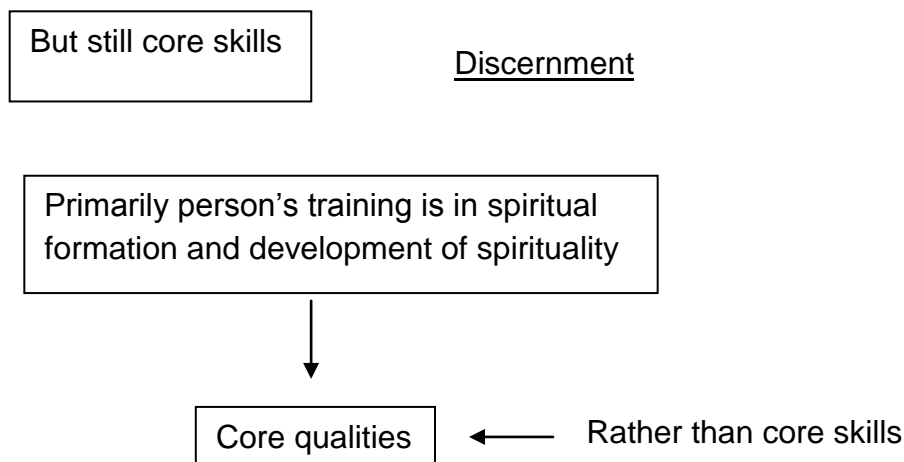 But still core skills
Discernment
Primarily person’s training is in spiritual
formation and development of spirituality
Core qualities
Rather than core skills